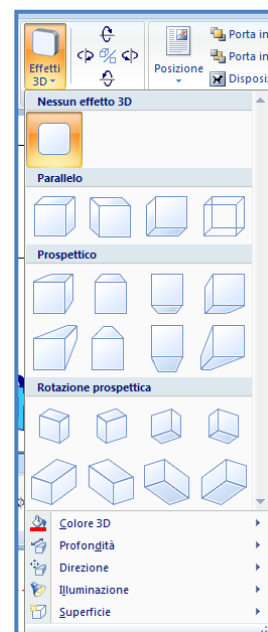 Effetti
3D
Posizione
Porta in
Porta in
Nessun effetto 3D
Parallelo
Prospettico
Rotazione prospettica
Colore 3D
Profondità
Direzione
Illuminazione
Superficie